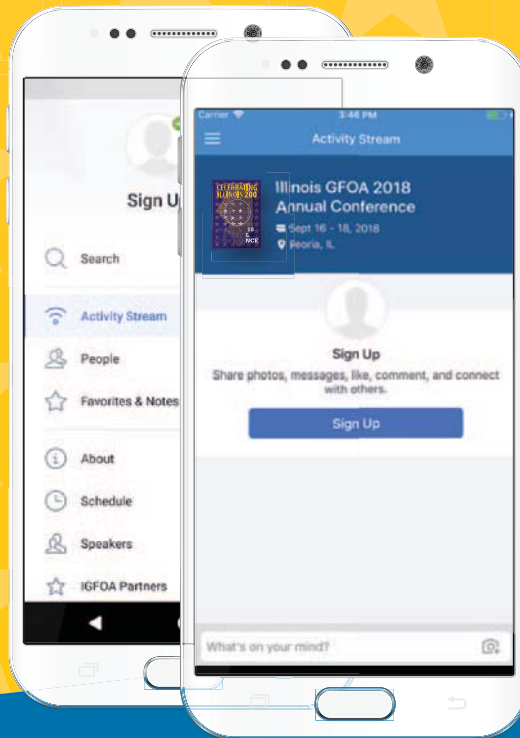 Sign U
Search
Activity Stream
People
Favorites & Notes
About
Schedule
Speakers
IGFOA Partners
Carrier
3:46 PM
Activity Stream
CELEBRATING
ILLINOIS 200
18
&
NCE
Illinois GFOA 2018
Annual Conference
Sept 16 - 18, 2018
Peoria, IL
Sign Up
Share photos, messages, like, comment, and connect
with others.
Sign Up
What's on your mind?